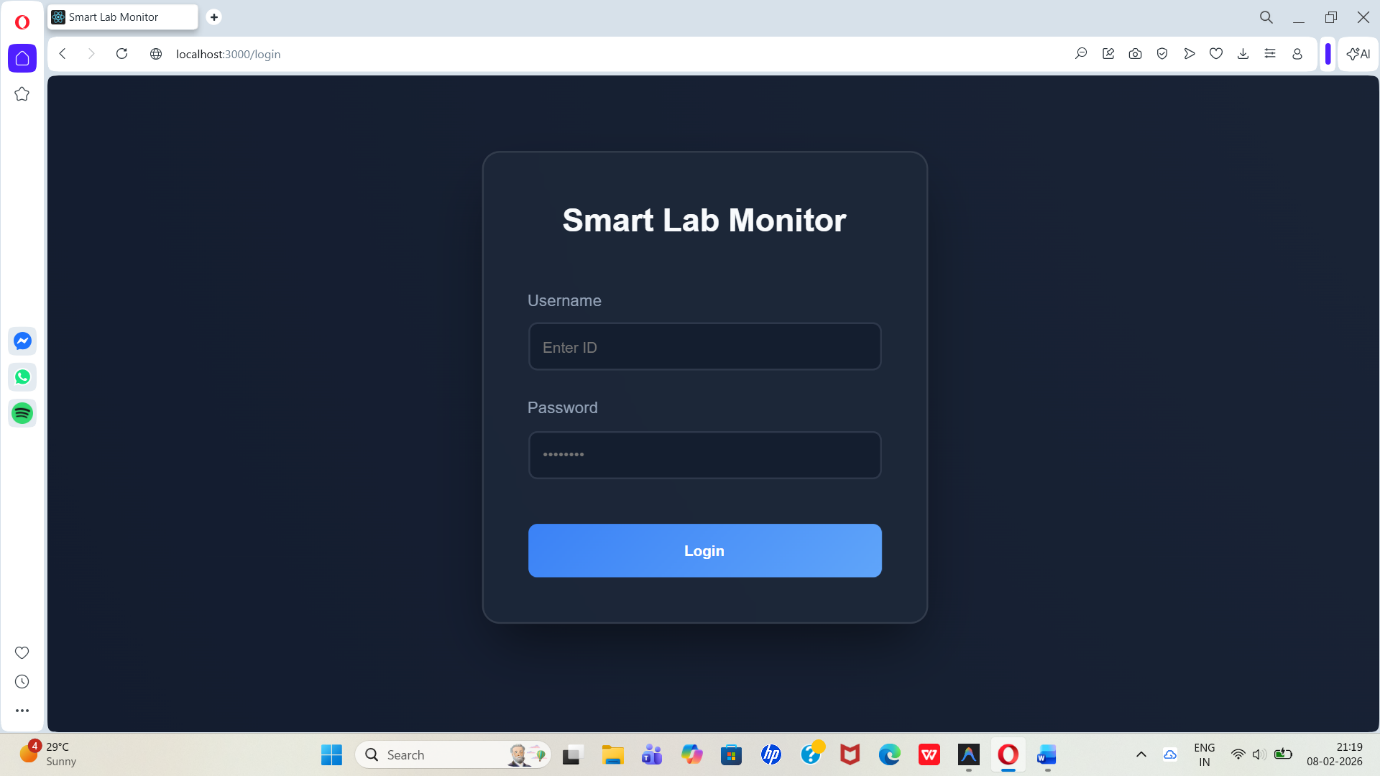 Smart Lab Monitor
localhost:3000/login
AI
Smart Lab Monitor
Username
Enter ID
Password
••••••••
Login
4
29°C
Sunny
Search
ENG
IN
21:19
08-02-2026